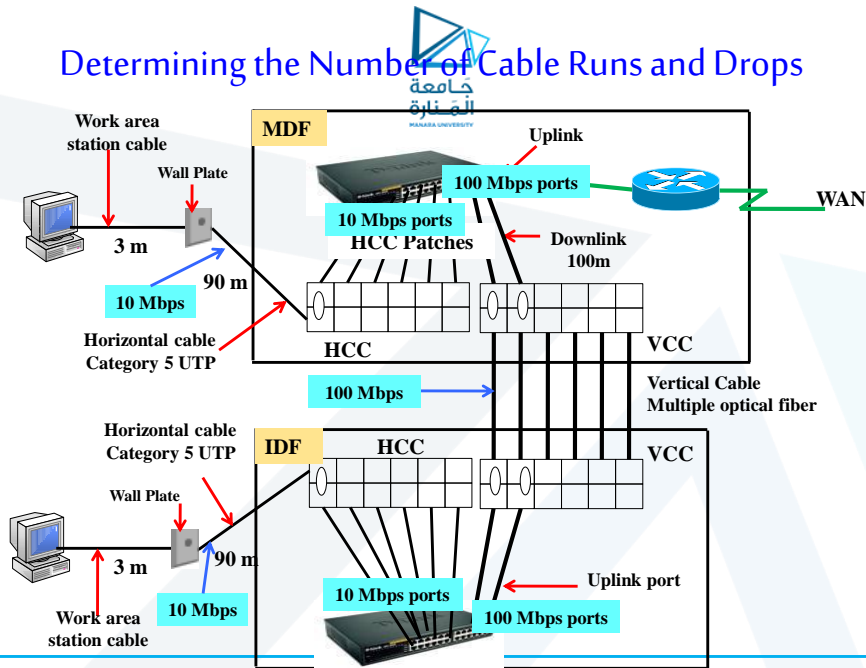 Determining the Number of Cable Runs and Drops
جَـامعة
المَـنارة
MANARA UNIVERSITY
Work area
station cable
MDF
Uplink
Wall Plate
100 Mbps ports
WAN
10 Mbps ports
HCC Patches
3 m
Downlink
100m
90 m
10 Mbps
Horizontal cable
Category 5 UTP
HCC
VCC
100 Mbps
Vertical Cable
Multiple optical fiber
Horizontal cable
Category 5 UTP
IDF
HCC
VCC
Wall Plate
3 m
90 m
Uplink port
10 Mbps ports
10 Mbps
100 Mbps ports
Work area
station cable